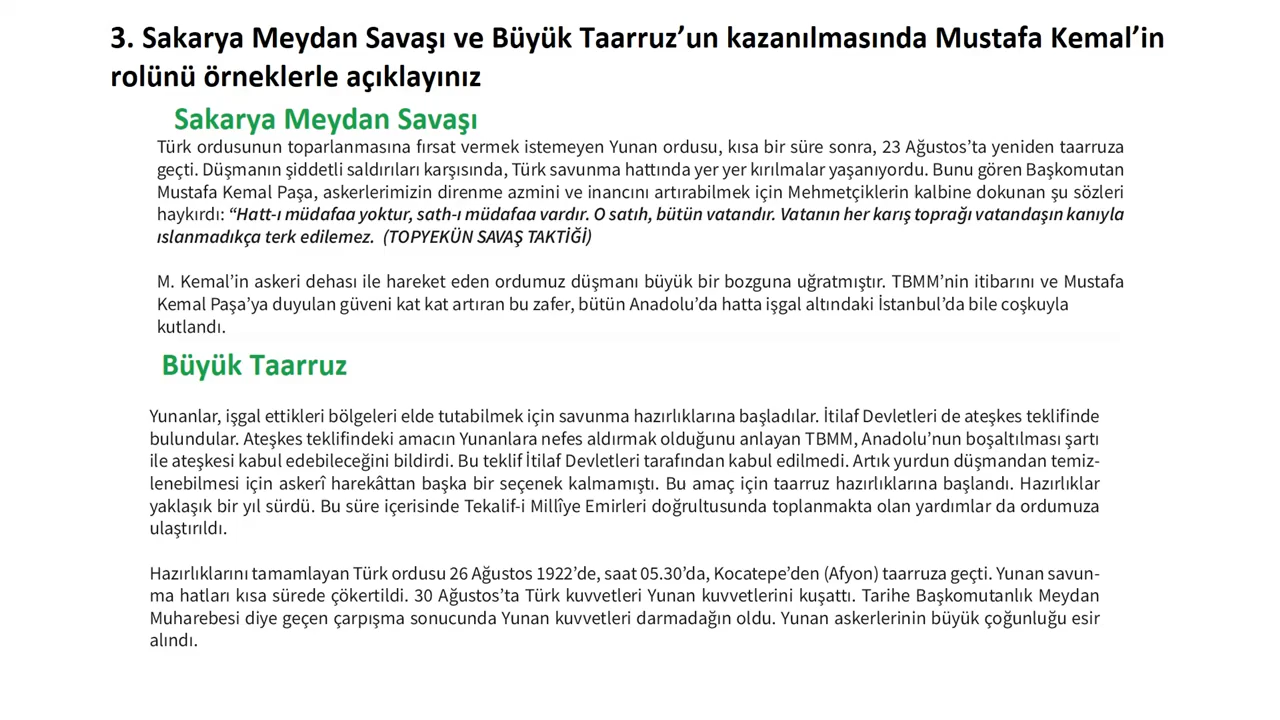 3. Sakarya Meydan Savaşı ve Büyük Taarruz’un kazanılmasında Mustafa Kemal’in
rolünü örneklerle açıklayınız
Sakarya Meydan Savaşı
Türk ordusunun toparlanmasına fırsat vermek istemeyen Yunan ordusu, kısa bir süre sonra, 23 Ağustos’ta yeniden taarruza
geçti. Düşmanın şiddetli saldırıları karşısında, Türk savunma hattında yer yer kırılmalar yaşanıyordu. Bunu gören Başkomutan
Mustafa Kemal Paşa, askerlerimizin direnme azmini ve inancını artırabilmek için Mehmetçiklerin kalbine dokunan şu sözleri
haykırdı: “Hatt-ı müdafaa yoktur, sath-ı müdafaa vardır. O satıh, bütün vatandır. Vatanın her karış toprağı vatandaşın kanıyla
ıslanmadıkça terk edilemez. (TOPYEKÜN SAVAŞ TAKTİĞİ)
M. Kemal’in askeri dehası ile hareket eden ordumuz düşmanı büyük bir bozguna uğratmıştır. TBMM’nin itibarını ve Mustafa
Kemal Paşa’ya duyulan güveni kat kat artıran bu zafer, bütün Anadolu’da hatta işgal altındaki İstanbul’da bile coşkuyla
kutlandı.
Büyük Taarruz
Yunanlar, işgal ettikleri bölgeleri elde tutabilmek için savunma hazırlıklarına başladılar. İtilaf Devletleri de ateşkes teklifinde
bulundular. Ateşkes teklifindeki amacın Yunanlara nefes aldırmak olduğunu anlayan TBMM, Anadolu’nun boşaltılması şartı
ile ateşkesi kabul edebileceğini bildirdi. Bu teklif İtilaf Devletleri tarafından kabul edilmedi. Artık yurdun düşmandan temiz-
lenebilmesi için askerî harekâttan başka bir seçenek kalmamıştı. Bu amaç için taarruz hazırlıklarına başlandı. Hazırlıklar
yaklaşık bir yıl sürdü. Bu süre içerisinde Tekalif-i Millîye Emirleri doğrultusunda toplanmakta olan yardımlar da ordumuza
ulaştırıldı.
Hazırlıklarını tamamlayan Türk ordusu 26 Ağustos 1922’de, saat 05.30’da, Kocatepe’den (Afyon) taarruza geçti. Yunan savun-
ma hatları kısa sürede çökertildi. 30 Ağustos’ta Türk kuvvetleri Yunan kuvvetlerini kuşattı. Tarihe Başkomutanlık Meydan
Muharebesi diye geçen çarpışma sonucunda Yunan kuvvetleri darmadağın oldu. Yunan askerlerinin büyük çoğunluğu esir
alındı.